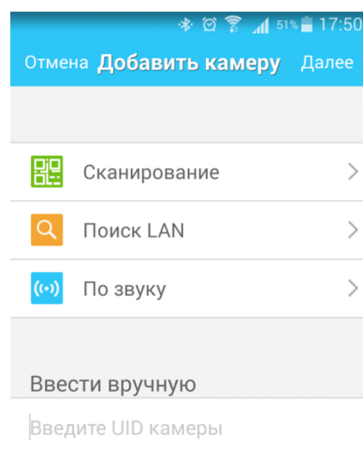 51% 17:50
Отмена Добавить камеру Далее
Сканирование
Поиск LAN
По звуку
Ввести вручную
Введите UID камеры